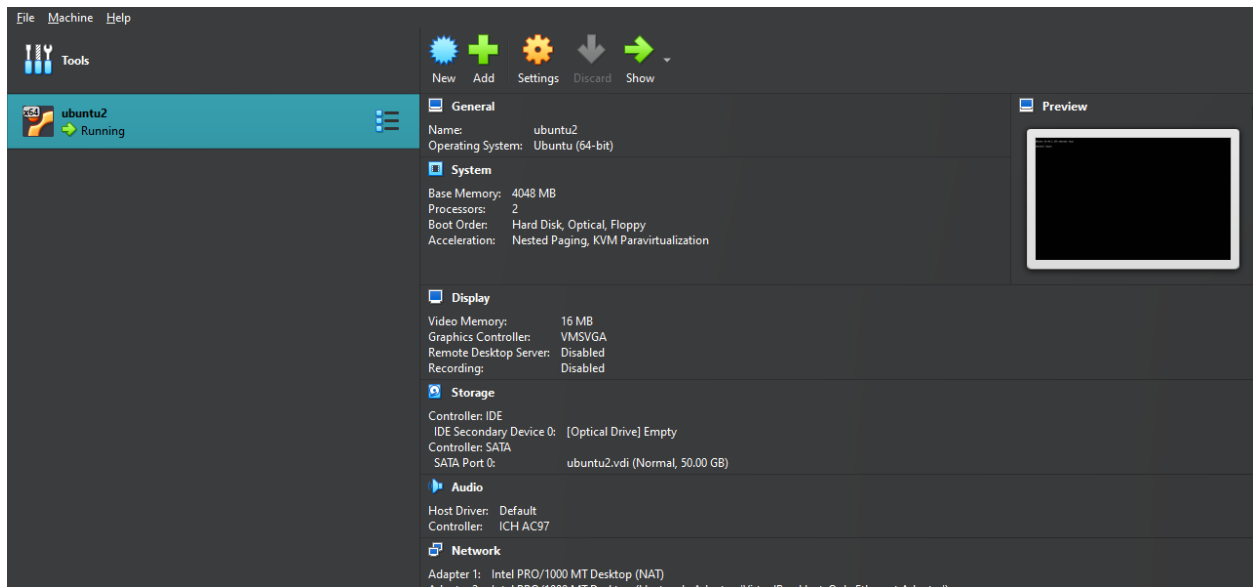 File Machine Help
Tools
New Add Settings Discard Show
x64 ubuntu2
Running
General
Name: ubuntu2
Operating System: Ubuntu (64-bit)
Preview
System
Base Memory: 4048 MB
Processors: 2
Boot Order: Hard Disk, Optical, Floppy
Acceleration: Nested Paging, KVM Paravirtualization
Display
Video Memory: 16 MB
Graphics Controller: VMSVGA
Remote Desktop Server: Disabled
Recording: Disabled
Storage
Controller: IDE
IDE Secondary Device 0: [Optical Drive] Empty
Controller: SATA
SATA Port 0: ubuntu2.vdi (Normal, 50.00 GB)
Audio
Host Driver: Default
Controller: ICH AC97
Network
Adapter 1: Intel PRO/1000 MT Desktop (NAT)